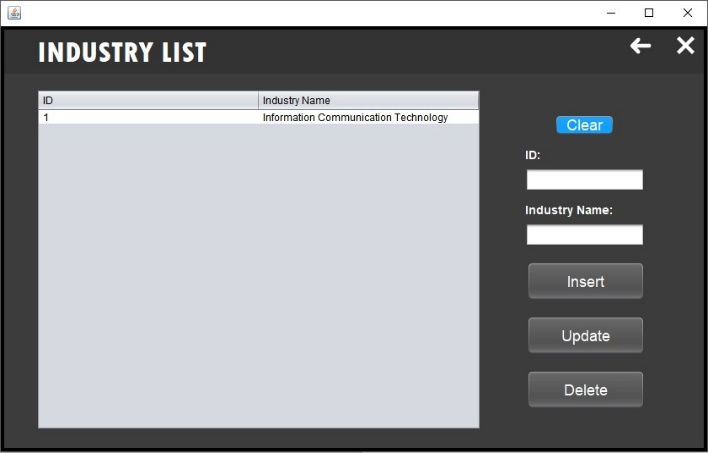 INDUSTRY LIST
ID Industry Name
1 Information Communication Technology
Clear
ID:
Industry Name:
Insert
Update
Delete